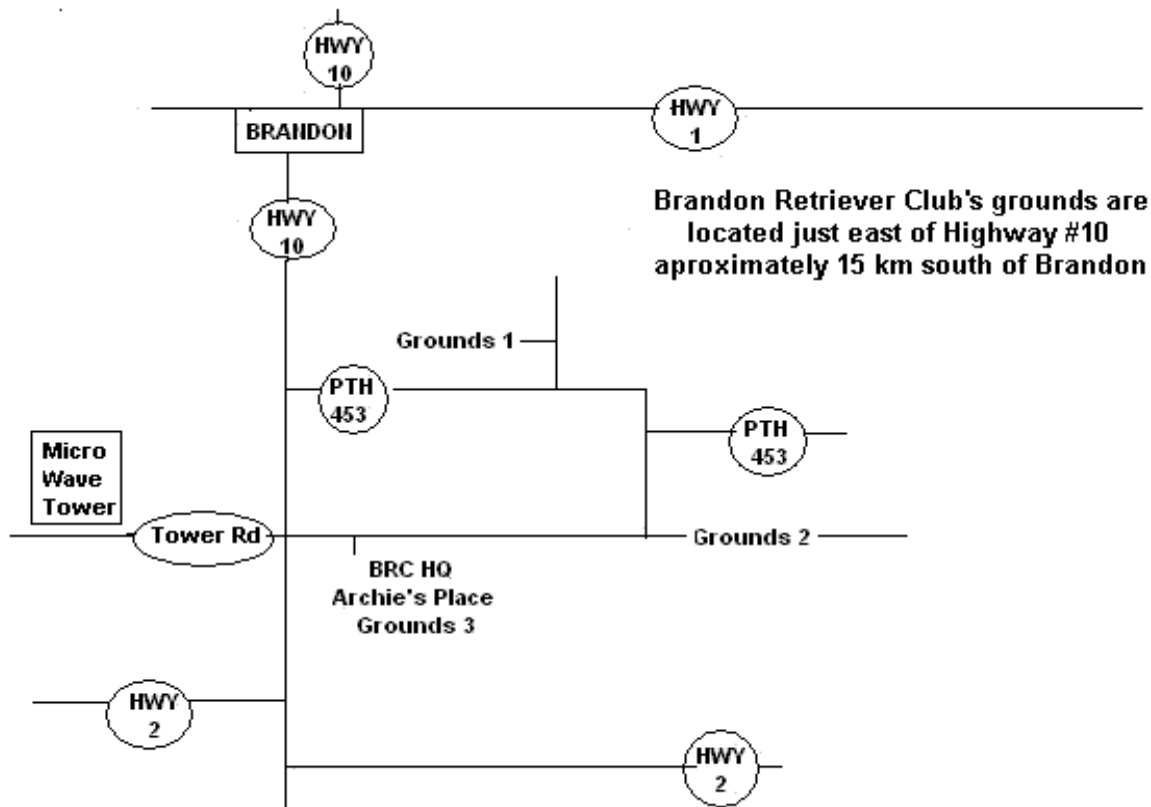 HWY
10
HWY
1
BRANDON
HWY
10
Brandon Retriever Club's grounds are
located just east of Highway #10
aproximately 15 km south of Brandon
Grounds 1
PTH
453
PTH
453
Micro
Wave
Tower
Tower Rd
Grounds 2
BRC HQ
Archie's Place
Grounds 3
HWY
2
HWY
2